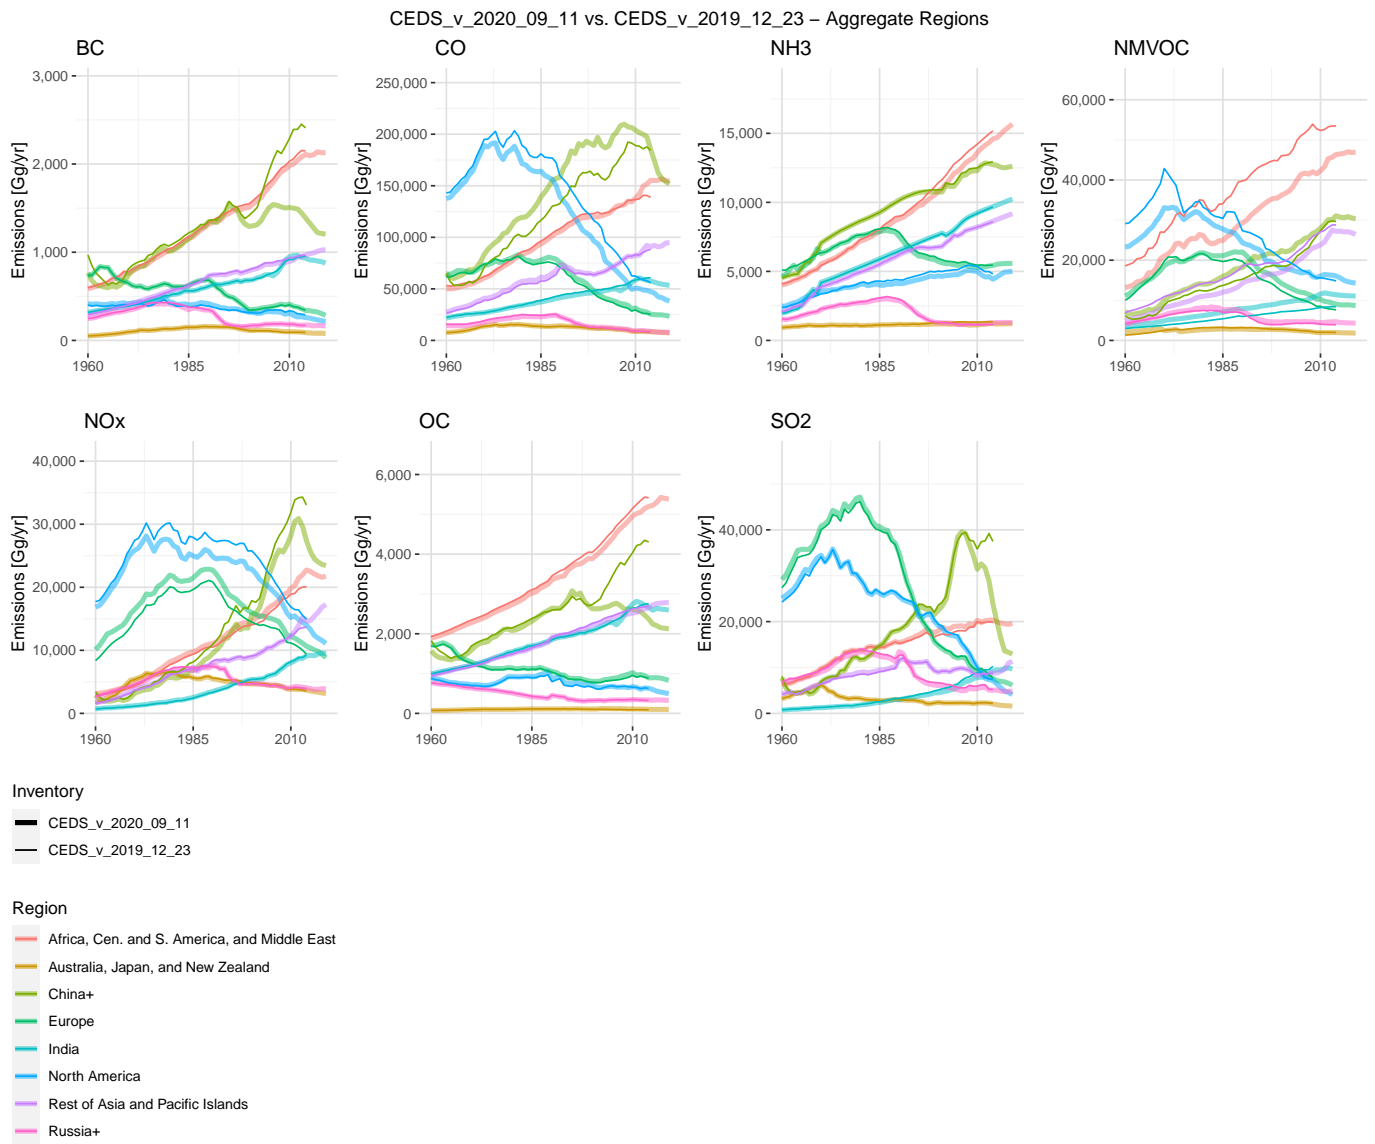 CEDS_v_2020_09_11 vs. CEDS_v_2019_12_23 – Aggregate Regions
BC
CO
NH3
NMVOC
Emissions [Gg/yr]
3,000
2,000
1,000
0
1960
1985
2010
Emissions [Gg/yr]
250,000
200,000
150,000
100,000
50,000
0
1960
1985
2010
Emissions [Gg/yr]
15,000
10,000
5,000
0
1960
1985
2010
Emissions [Gg/yr]
60,000
40,000
20,000
0
1960
1985
2010
NOx
OC
SO2
Emissions [Gg/yr]
40,000
30,000
20,000
10,000
0
1960
1985
2010
Emissions [Gg/yr]
6,000
4,000
2,000
0
1960
1985
2010
Emissions [Gg/yr]
40,000
20,000
0
1960
1985
2010
Inventory
CEDS_v_2020_09_11
CEDS_v_2019_12_23
Region
Africa, Cen. and S. America, and Middle East
Australia, Japan, and New Zealand
China+
Europe
India
North America
Rest of Asia and Pacific Islands
Russia+